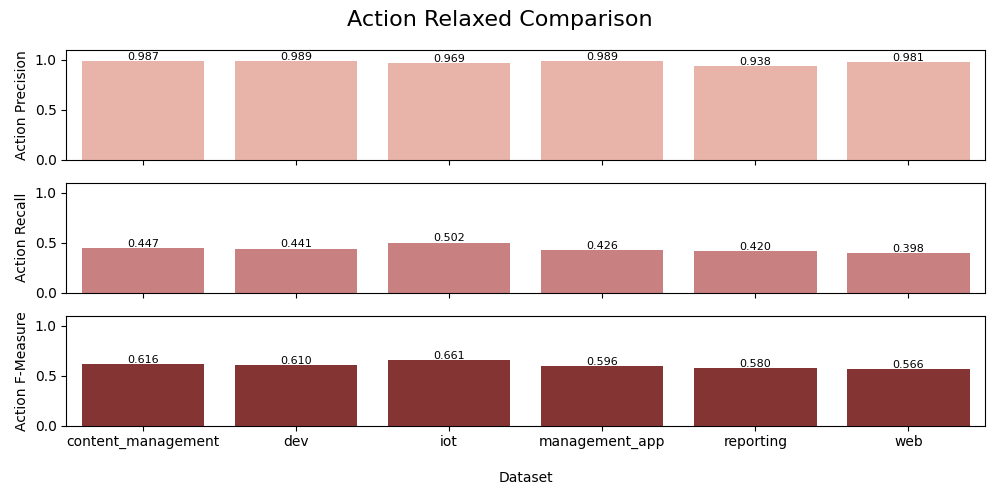 Action Relaxed Comparison
Action Precision
1.0
0.5
0.0
0.987 0.989 0.969 0.989 0.938 0.981
Action Recall
1.0
0.5
0.0
0.447 0.441 0.502 0.426 0.420 0.398
Action F-Measure
1.0
0.5
0.0
0.616 0.610 0.661 0.596 0.580 0.566
content_management dev iot management_app reporting web
Dataset